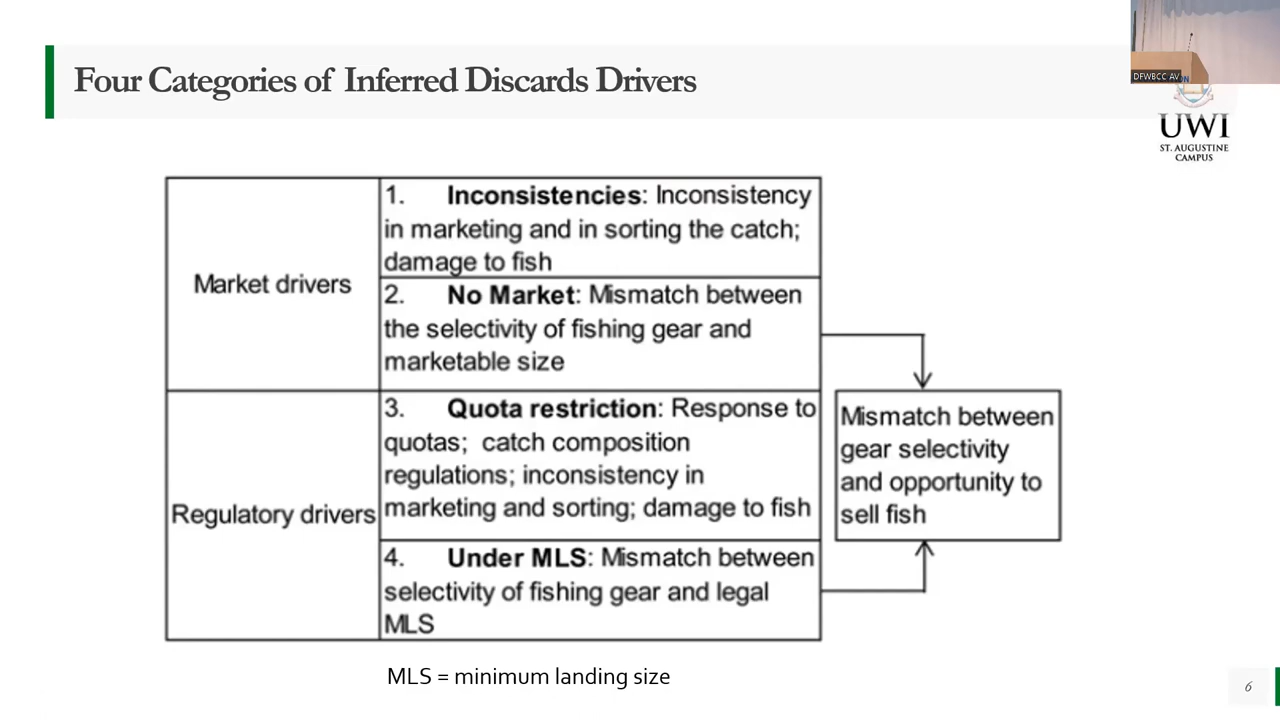 Four Categories of Inferred Discards Drivers
DFWBCC AV
UWI
ST. AUGUSTINE
CAMPUS
Market drivers
1. Inconsistencies: Inconsistency
in marketing and in sorting the catch;
damage to fish
2. No Market: Mismatch between
the selectivity of fishing gear and
marketable size
Regulatory drivers
3. Quota restriction: Response to
quotas; catch composition
regulations; inconsistency in
marketing and sorting; damage to fish
4. Under MLS: Mismatch between
selectivity of fishing gear and legal
MLS
Mismatch between
gear selectivity
and opportunity to
sell fish
MLS = minimum landing size
6